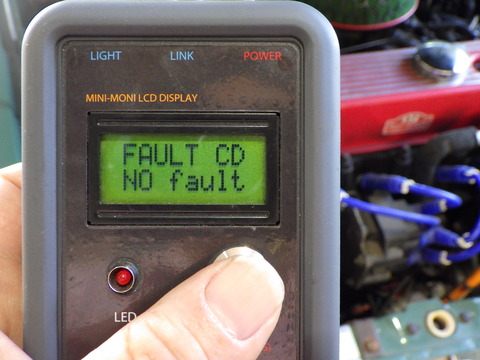 LIGHT LINK POWER
MINI-MONI LCD DISPLAY
FAULT CD
NO fault
LED